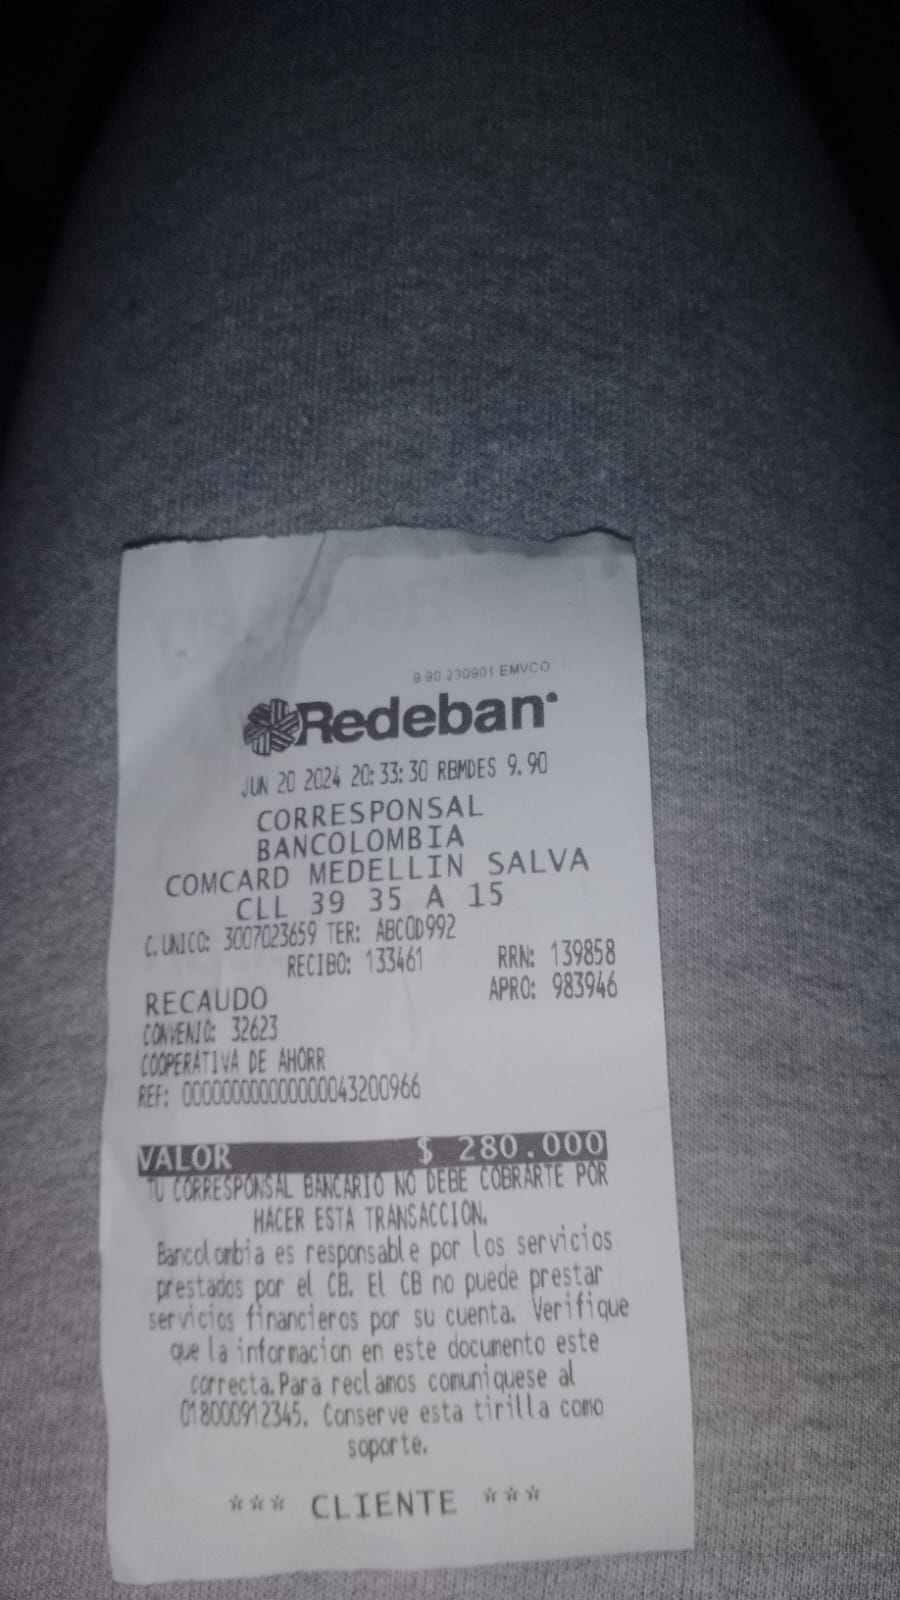 9.90 230901 EMVCO
Redeban
JUN 20 2024 20:33:30 RBMDES 9.90
CORRESPONSAL
BANCOLOMBIA
COMCARD MEDELLIN SALVA
CLL 39 35 A 15
C.UNICO: 3007023659 TER: ABCOD992
RECIBO: 133461 RRN: 139858
RECAUDO APRO: 983946
CONVENIO: 32623
COOPERATIVA DE AHORR
REF: 000000000000000043200966
VALOR $ 280.000
TU CORRESPONSAL BANCARIO NO DEBE COBRARTE POR
HACER ESTA TRANSACCION.
Bancolombia es responsable por los servicios
prestados por el CB. El CB no puede prestar
servicios financieros por su cuenta. Verifique
que la informacion en este documento este
correcta.Para reclamos comuniquese al
018000912345. Conserve esta tirilla como
soporte.
*** CLIENTE ***